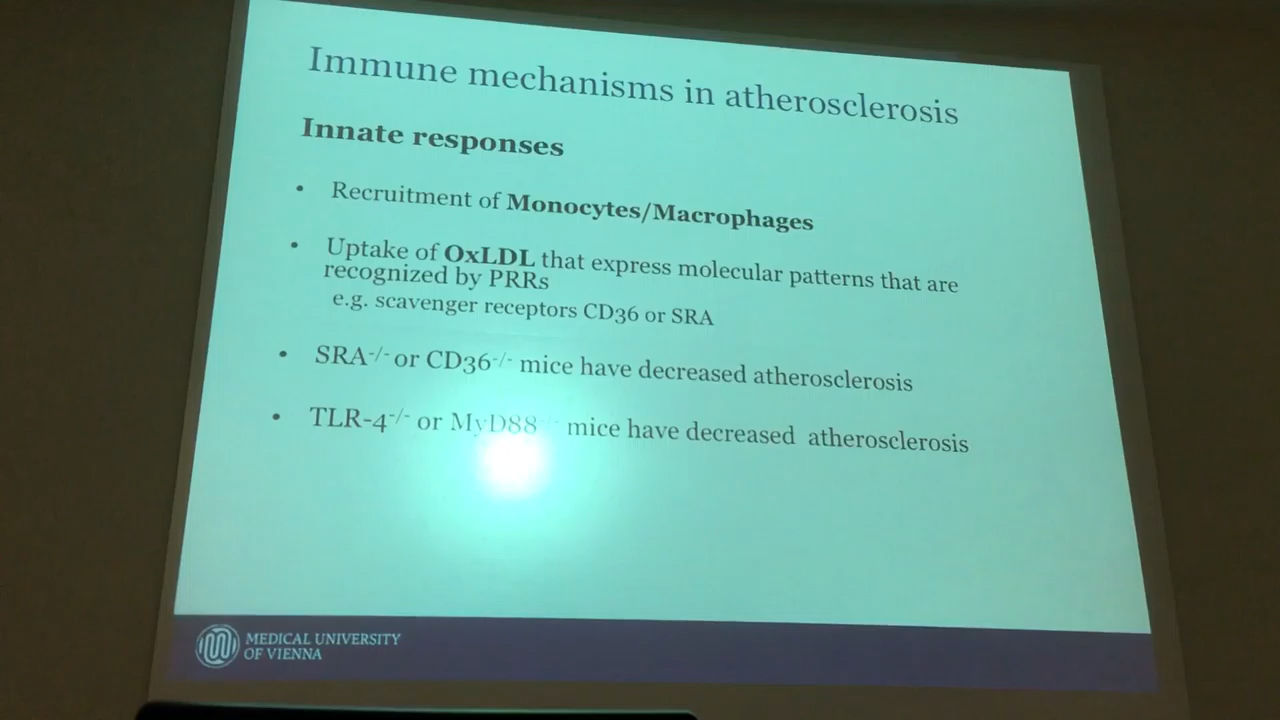 Immune mechanisms in atherosclerosis
Innate responses
• Recruitment of Monocytes/Macrophages
• Uptake of OxLDL that express molecular patterns that are
recognized by PRRs
e.g. scavenger receptors CD36 or SRA
• SRA-/- or CD36-/- mice have decreased atherosclerosis
• TLR-4-/- or MyD88-/- mice have decreased atherosclerosis
MEDICAL UNIVERSITY
OF VIENNA